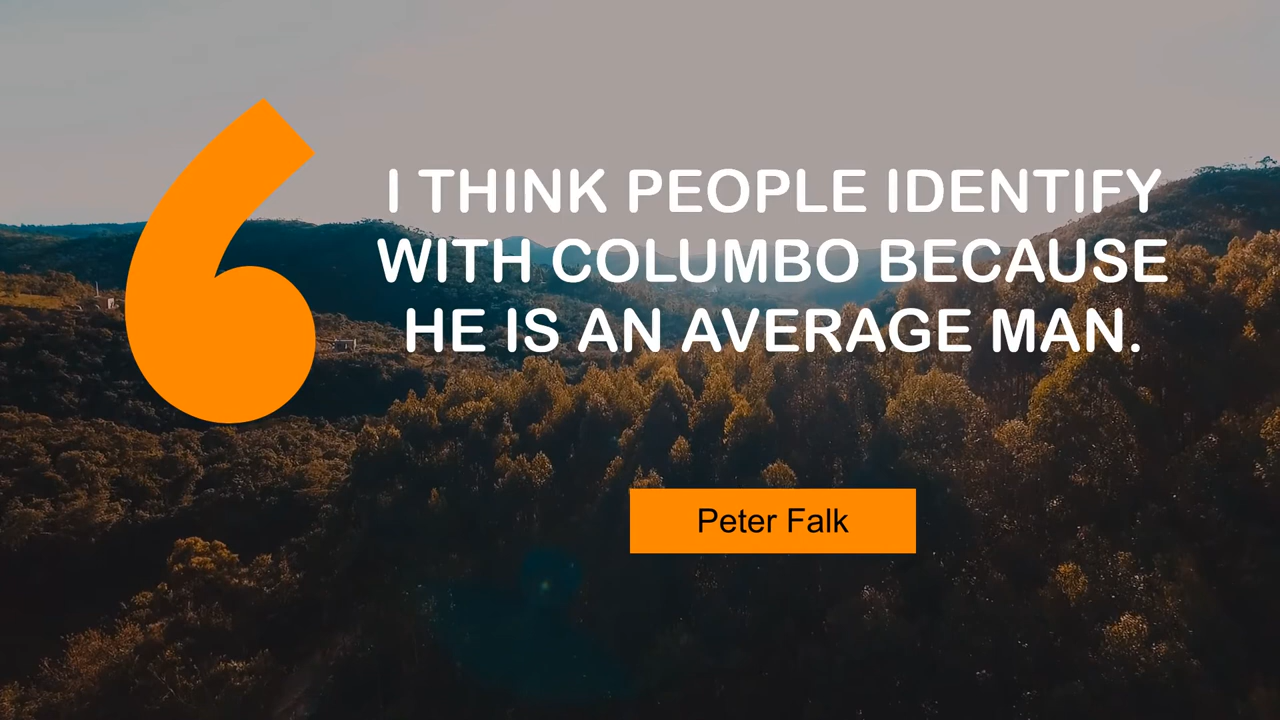 I THINK PEOPLE IDENTIFY
WITH COLUMBO BECAUSE
HE IS AN AVERAGE MAN.
Peter Falk